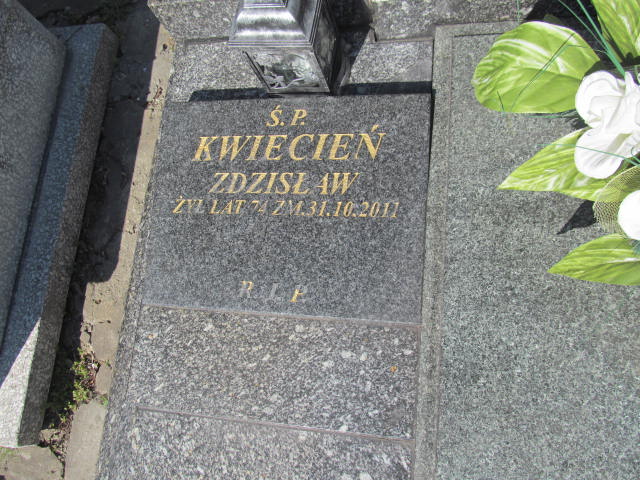 Ś.P.
KWIECIEŃ
ZDZISŁAW
ŻYŁ LAT 74 ZM.31.10.2011
R.I.P